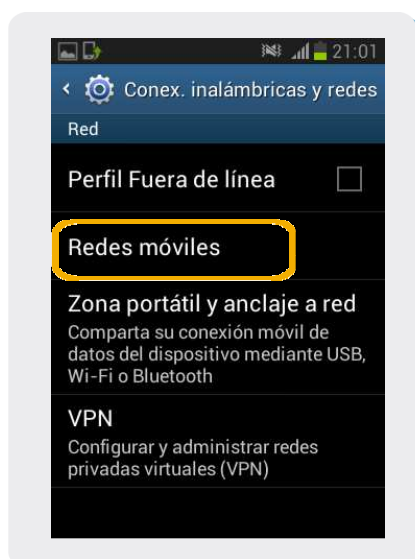 21:01
Conex. inalámbricas y redes
Red
Perfil Fuera de línea
Redes móviles
Zona portátil y anclaje a red
Comparta su conexión móvil de
datos del dispositivo mediante USB,
Wi-Fi o Bluetooth
VPN
Configurar y administrar redes
privadas virtuales (VPN)